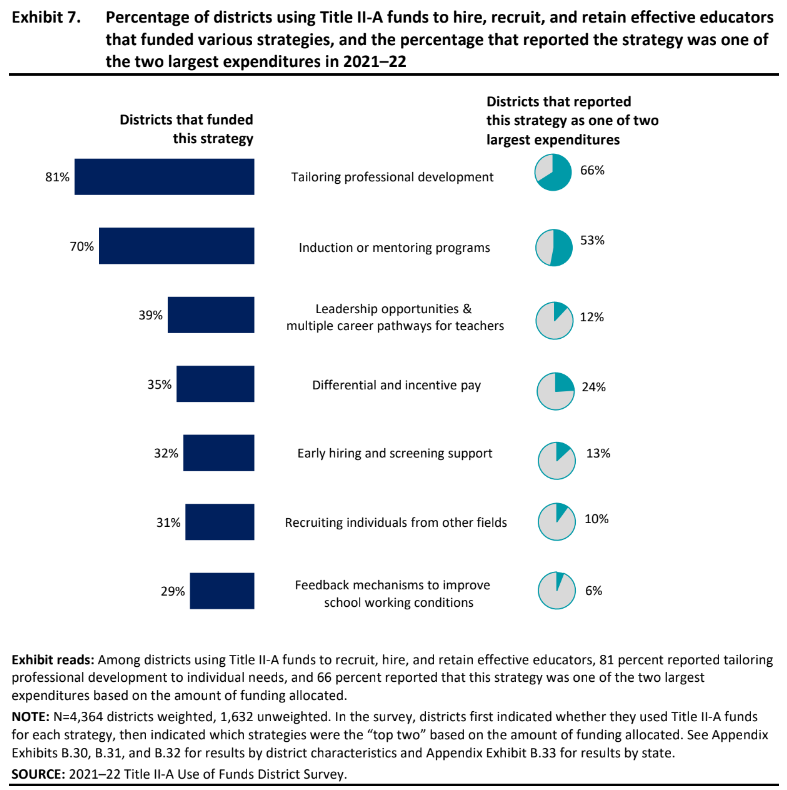 Exhibit 7. Percentage of districts using Title II-A funds to hire, recruit, and retain effective educators
that funded various strategies, and the percentage that reported the strategy was one of
the two largest expenditures in 2021–22
Districts that funded
this strategy
Districts that reported
this strategy as one of two
largest expenditures
81% Tailoring professional development 66%
70% Induction or mentoring programs 53%
Leadership opportunities &
39% multiple career pathways for teachers 12%
35% Differential and incentive pay 24%
32% Early hiring and screening support 13%
31% Recruiting individuals from other fields 10%
29% Feedback mechanisms to improve 6%
school working conditions
Exhibit reads: Among districts using Title II-A funds to recruit, hire, and retain effective educators, 81 percent reported tailoring
professional development to individual needs, and 66 percent reported that this strategy was one of the two largest
expenditures based on the amount of funding allocated.
NOTE: N=4,364 districts weighted, 1,632 unweighted. In the survey, districts first indicated whether they used Title II-A funds
for each strategy, then indicated which strategies were the “top two” based on the amount of funding allocated. See Appendix
Exhibits B.30, B.31, and B.32 for results by district characteristics and Appendix Exhibit B.33 for results by state.
SOURCE: 2021–22 Title II-A Use of Funds District Survey.